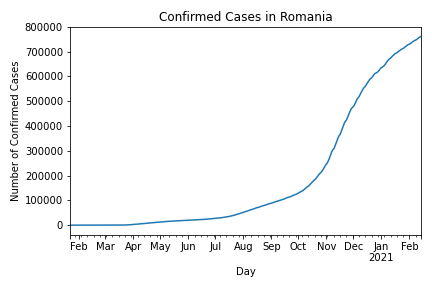 Confirmed Cases in Romania
800000
700000
600000
500000
400000
300000
200000
100000
0
Number of Confirmed Cases
Feb Mar Apr May Jun Jul Aug Sep Oct Nov Dec Jan Feb
2021
Day